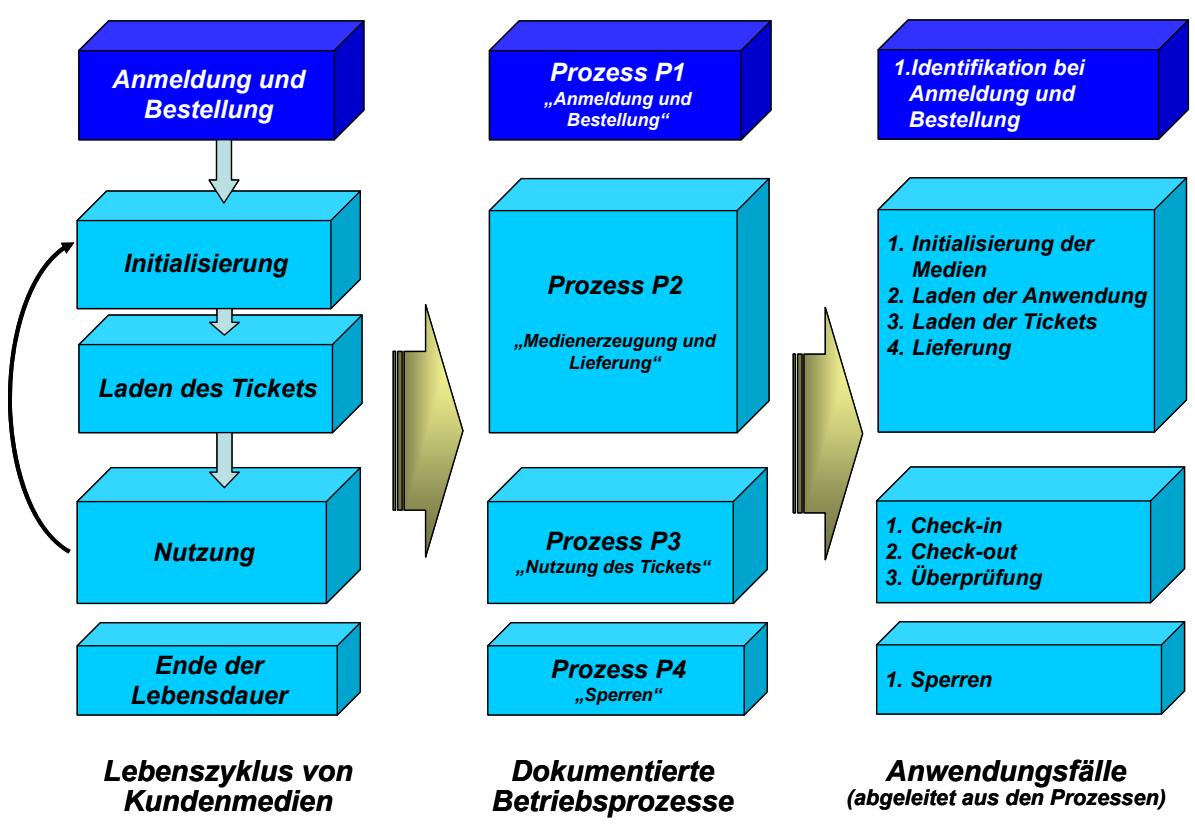 Anmeldung und
Bestellung
Initialisierung
Laden des Tickets
Nutzung
Ende der
Lebensdauer
Lebenszyklus von
Kundenmedien
Prozess P1
„Anmeldung und
Bestellung“
Prozess P2
„Medienerzeugung und
Lieferung“
Prozess P3
„Nutzung des Tickets“
Prozess P4
„Sperren“
Dokumentierte
Betriebsprozesse
1.Identifikation bei
Anmeldung und
Bestellung
1. Initialisierung der
Medien
2. Laden der Anwendung
3. Laden der Tickets
4. Lieferung
1. Check-in
2. Check-out
3. Überprüfung
1. Sperren
Anwendungsfälle
(abgeleitet aus den Prozessen)